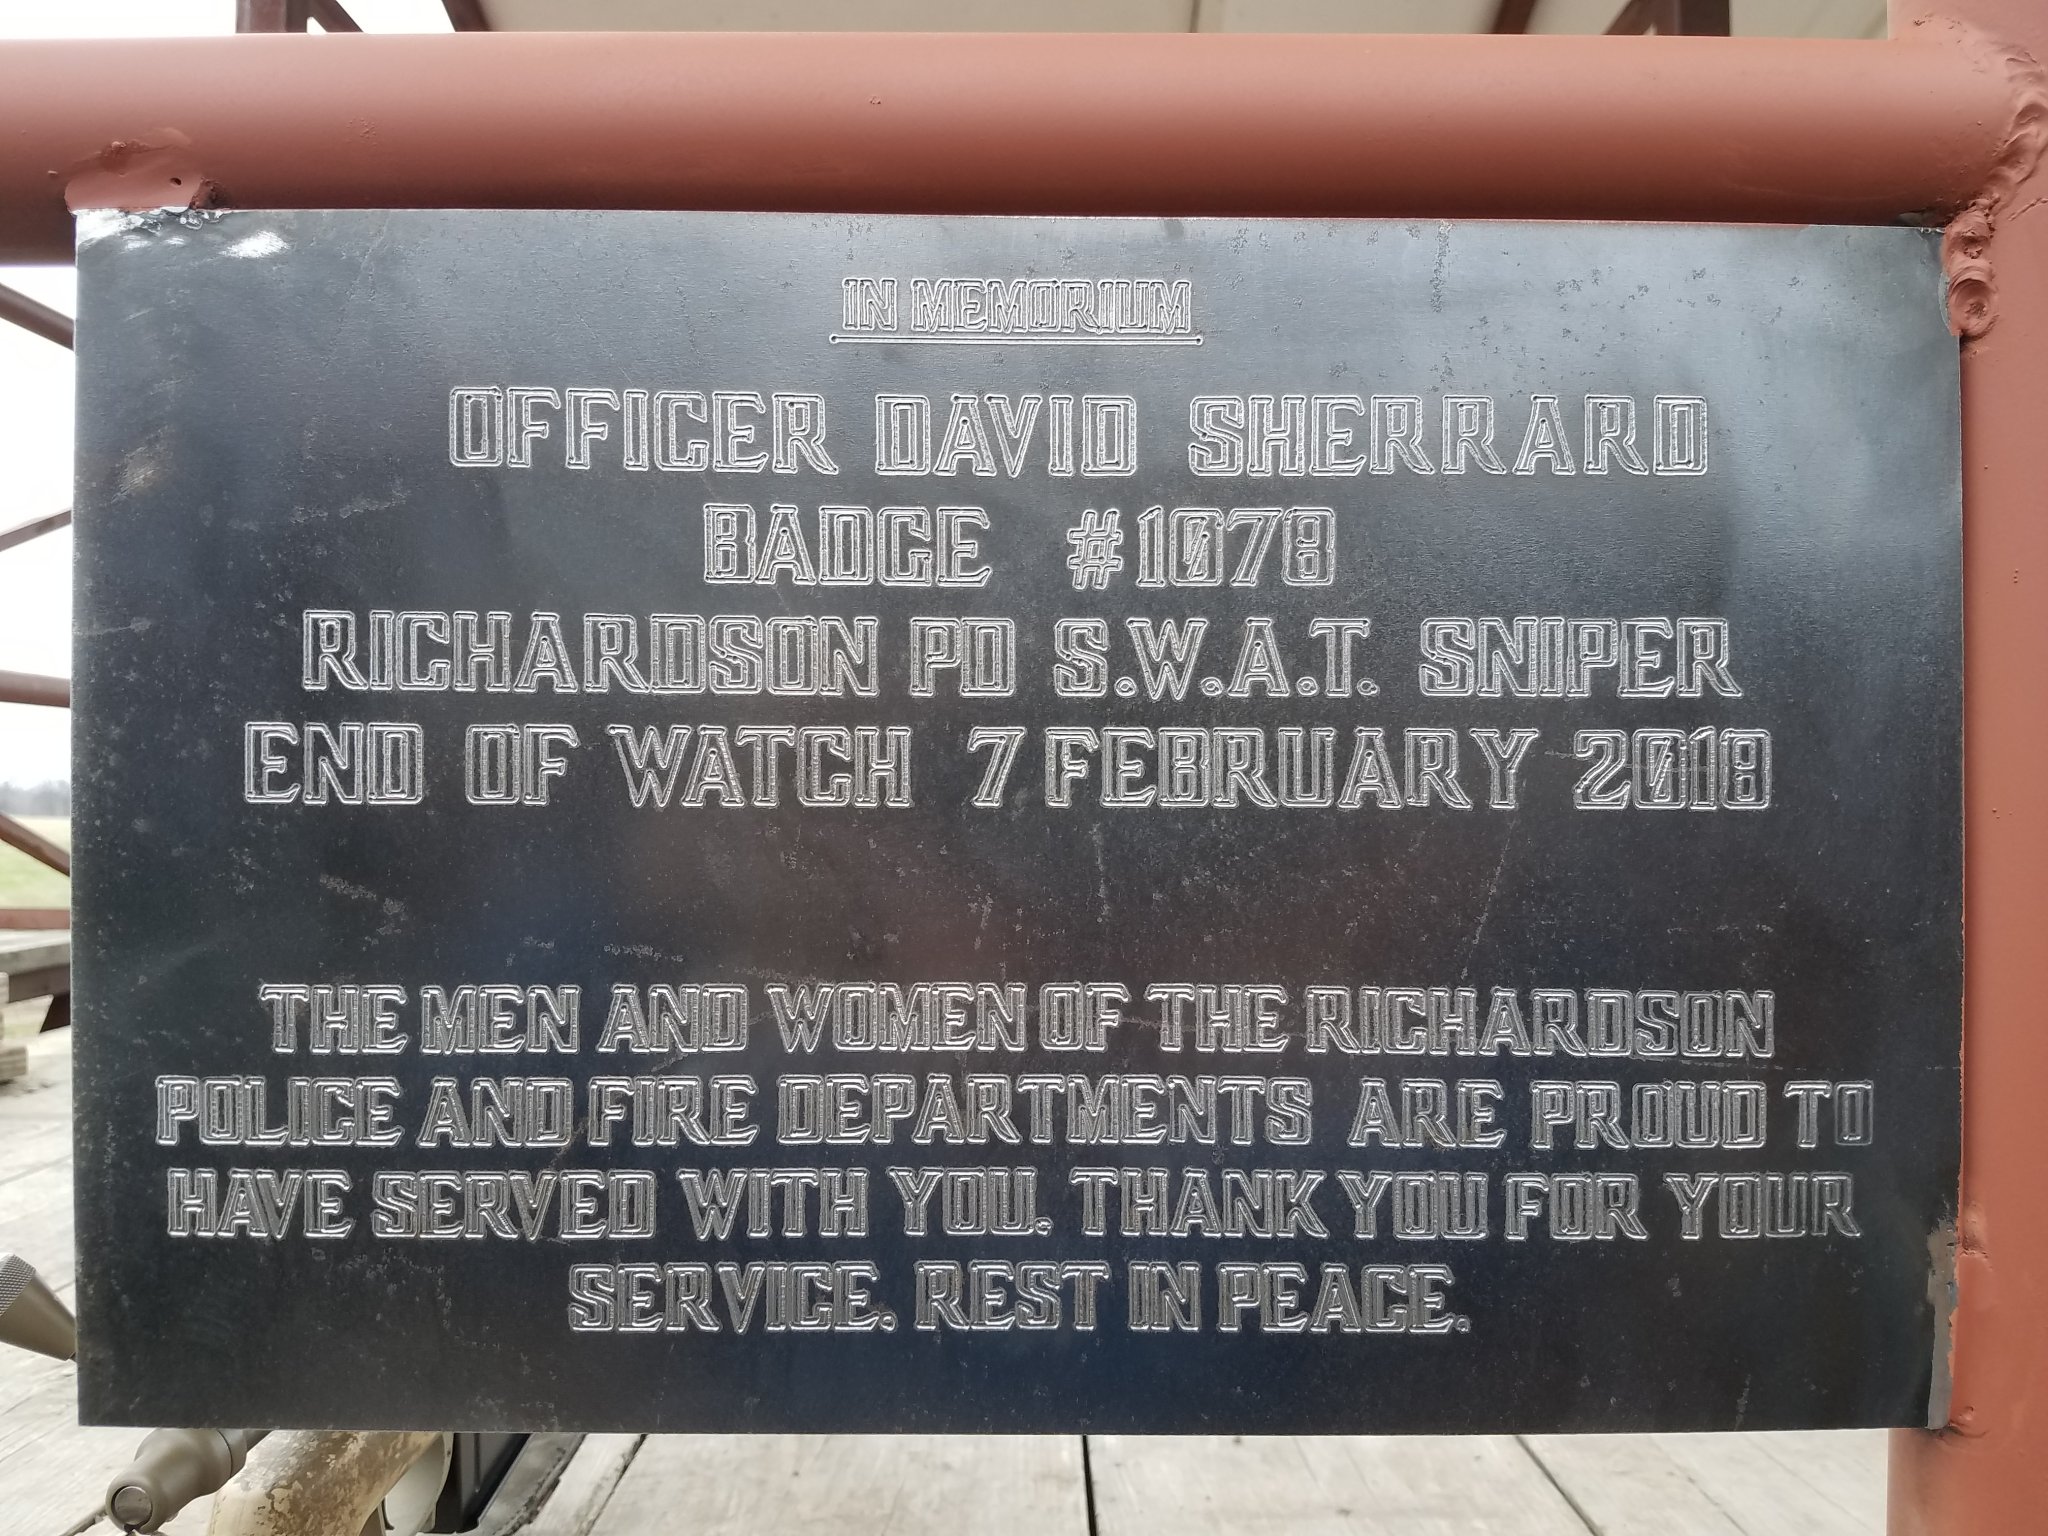 IN MEMORIUM
OFFICER DAVID SHERRARD
BADGE #1078
RICHARDSON PD S.W.A.T. SNIPER
END OF WATCH 7 FEBRUARY 2018
THE MEN AND WOMEN OF THE RICHARDSON
POLICE AND FIRE DEPARTMENTS ARE PROUD TO
HAVE SERVED WITH YOU. THANK YOU FOR YOUR
SERVICE. REST IN PEACE.